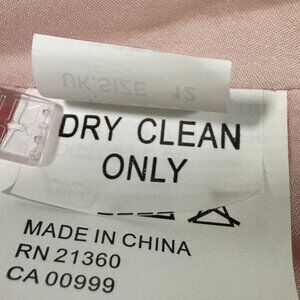 UK.SIZE 12
DRY CLEAN
ONLY
MADE IN CHINA
RN 21360
CA 00999